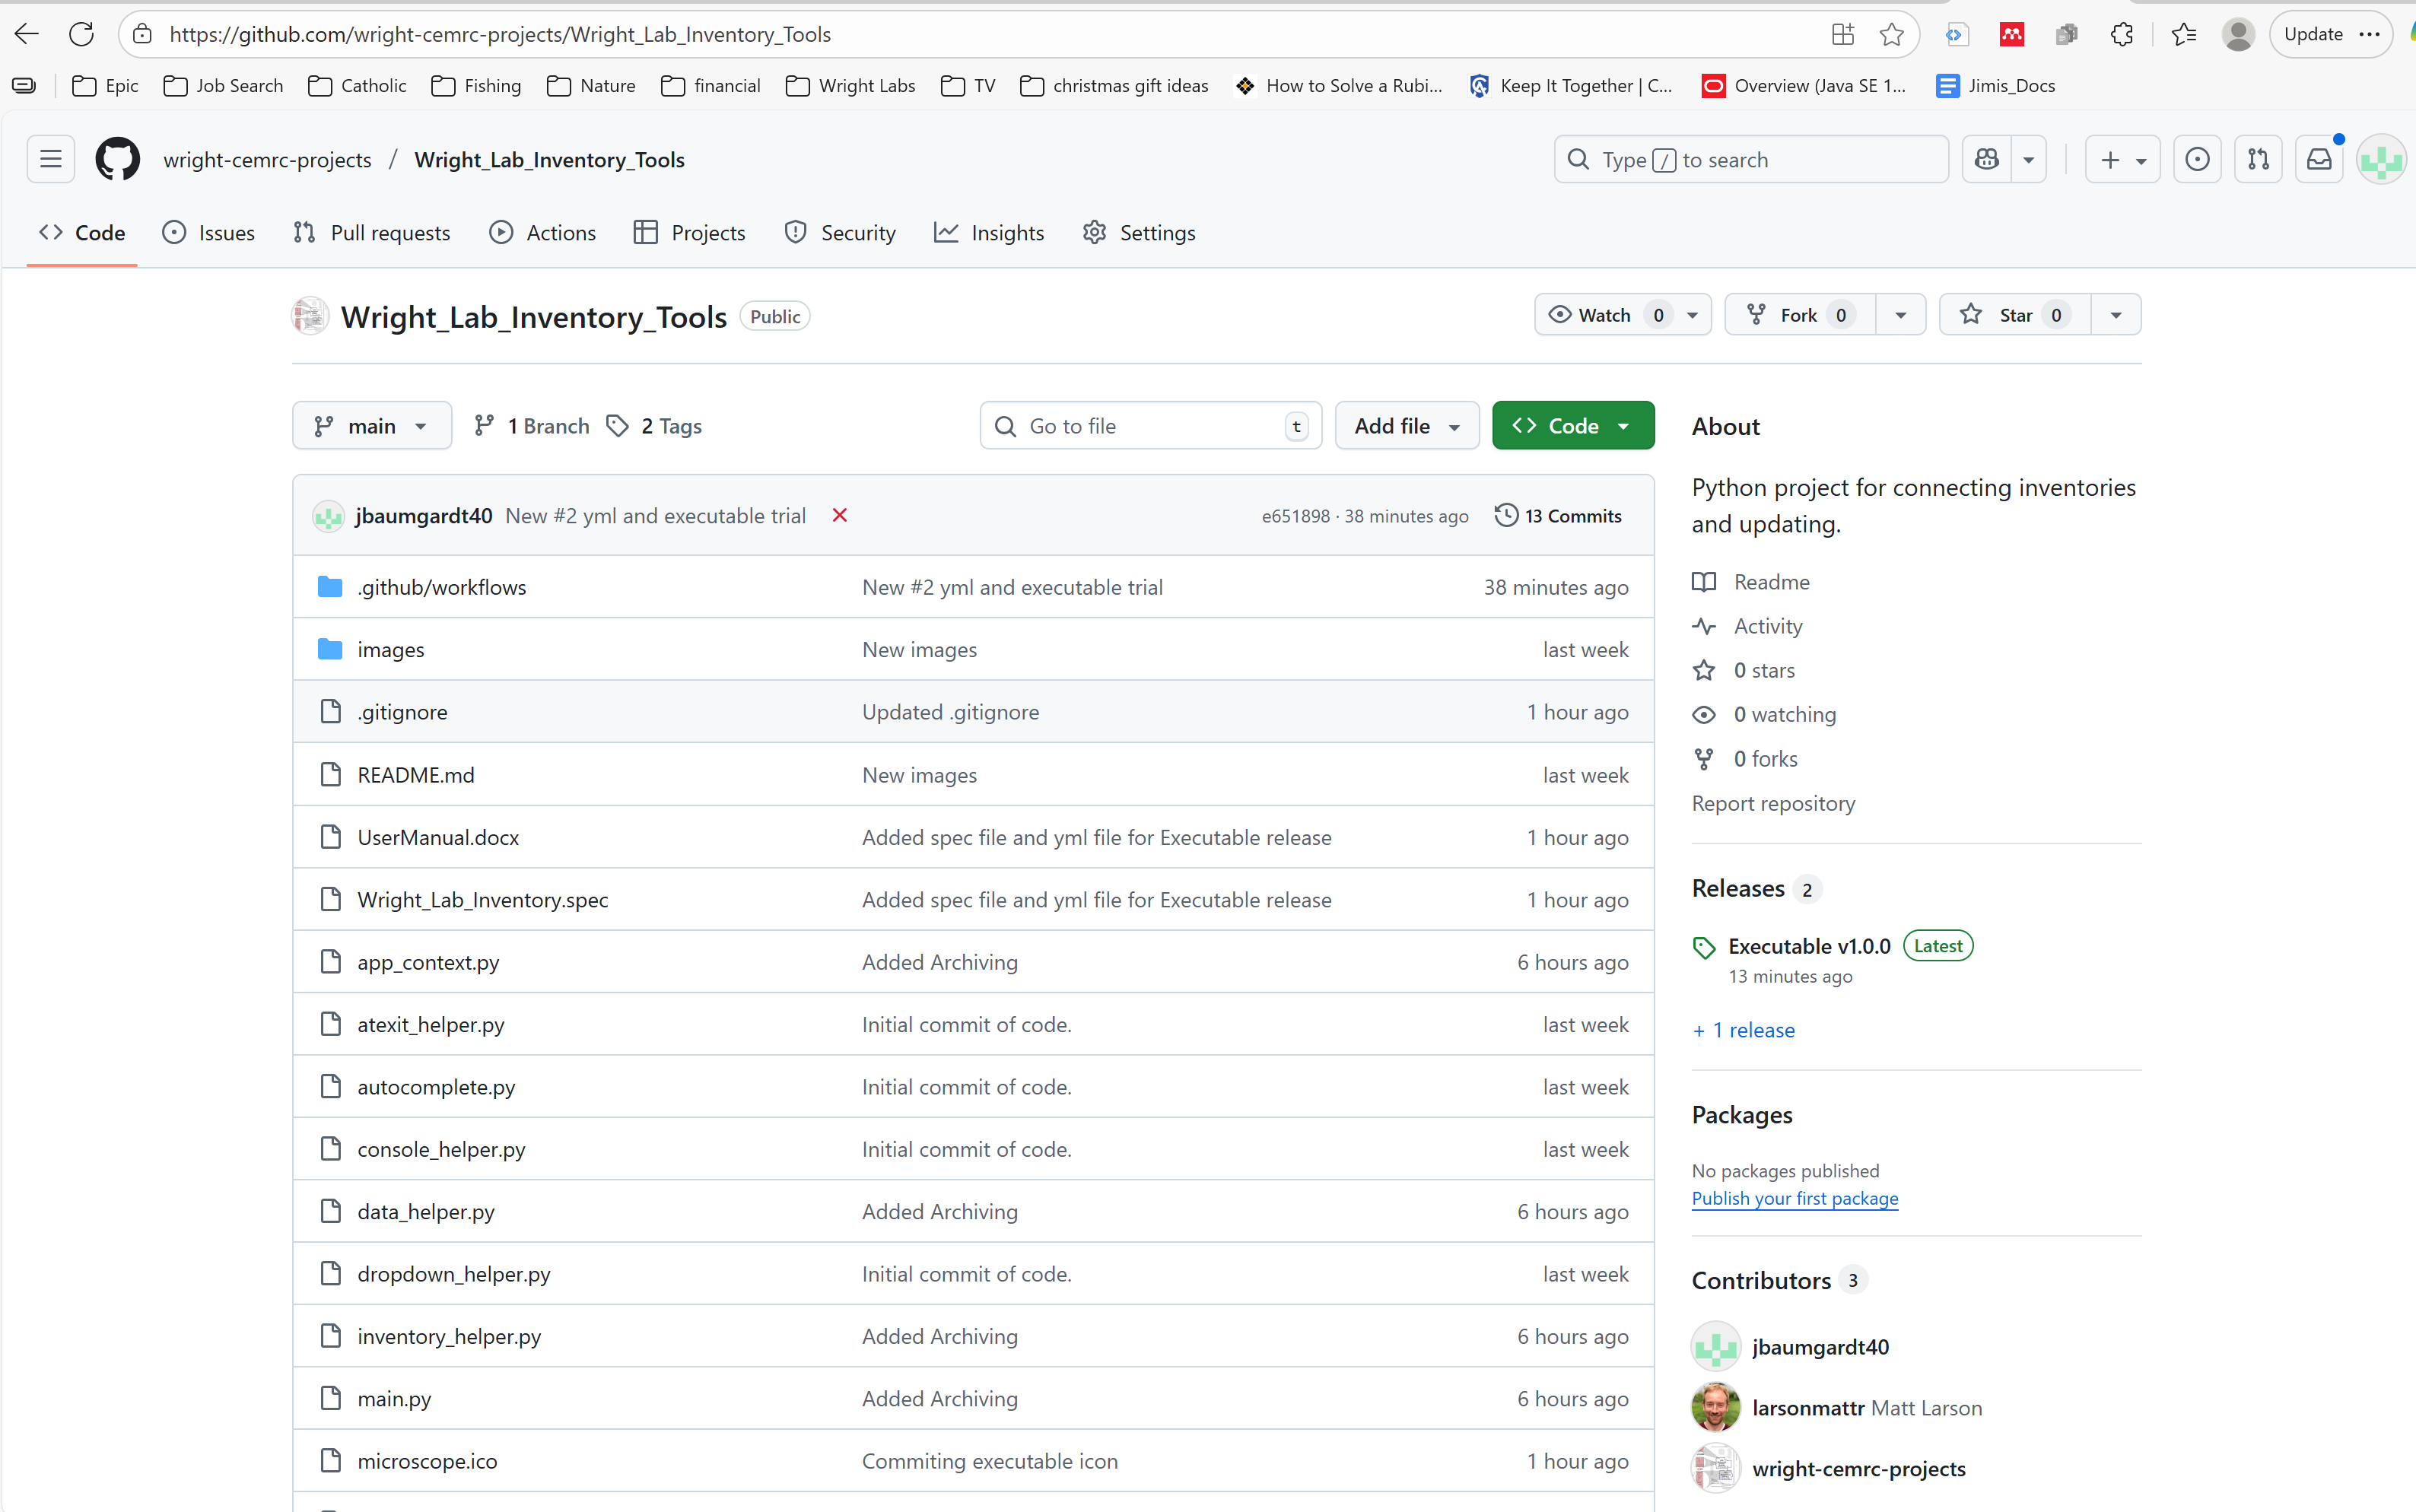 https://github.com/wright-cemrc-projects/Wright_Lab_Inventory_Tools
Update
Epic Job Search Catholic Fishing Nature financial Wright Labs TV christmas gift ideas How to Solve a Rubi... Keep It Together | C... Overview (Java SE 1... Jimis_Docs
wright-cemrc-projects / Wright_Lab_Inventory_Tools
Type / to search
Code Issues Pull requests Actions Projects Security Insights Settings
Wright_Lab_Inventory_Tools Public
Watch 0 Fork 0 Star 0
main 1 Branch 2 Tags
Go to file t Add file Code
jbaumgardt40 New #2 yml and executable trial e651898 · 38 minutes ago 13 Commits
.github/workflows New #2 yml and executable trial 38 minutes ago
images New images last week
.gitignore Updated .gitignore 1 hour ago
README.md New images last week
UserManual.docx Added spec file and yml file for Executable release 1 hour ago
Wright_Lab_Inventory.spec Added spec file and yml file for Executable release 1 hour ago
app_context.py Added Archiving 6 hours ago
atexit_helper.py Initial commit of code. last week
autocomplete.py Initial commit of code. last week
console_helper.py Initial commit of code. last week
data_helper.py Added Archiving 6 hours ago
dropdown_helper.py Initial commit of code. last week
inventory_helper.py Added Archiving 6 hours ago
main.py Added Archiving 6 hours ago
microscope.ico Commiting executable icon 1 hour ago
About
Python project for connecting inventories
and updating.
Readme
Activity
0 stars
0 watching
0 forks
Report repository
Releases 2
Executable v1.0.0 Latest
13 minutes ago
+ 1 release
Packages
No packages published
Publish your first package
Contributors 3
jbaumgardt40
larsonmattr Matt Larson
wright-cemrc-projects